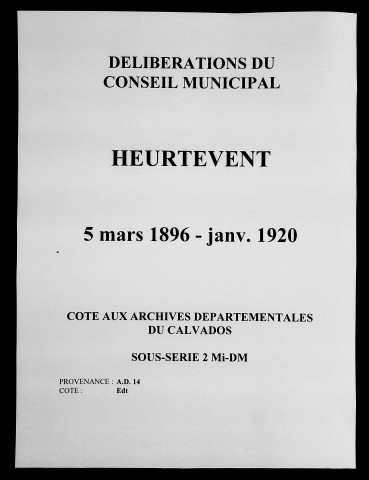 DELIBERATIONS DU
CONSEIL MUNICIPAL
HEURTEVENT
5 mars 1896 - janv. 1920
COTE AUX ARCHIVES DEPARTEMENTALES
DU CALVADOS
SOUS-SERIE 2 Mi-DM
PROVENANCE : A.D. 14
COTE : Edt